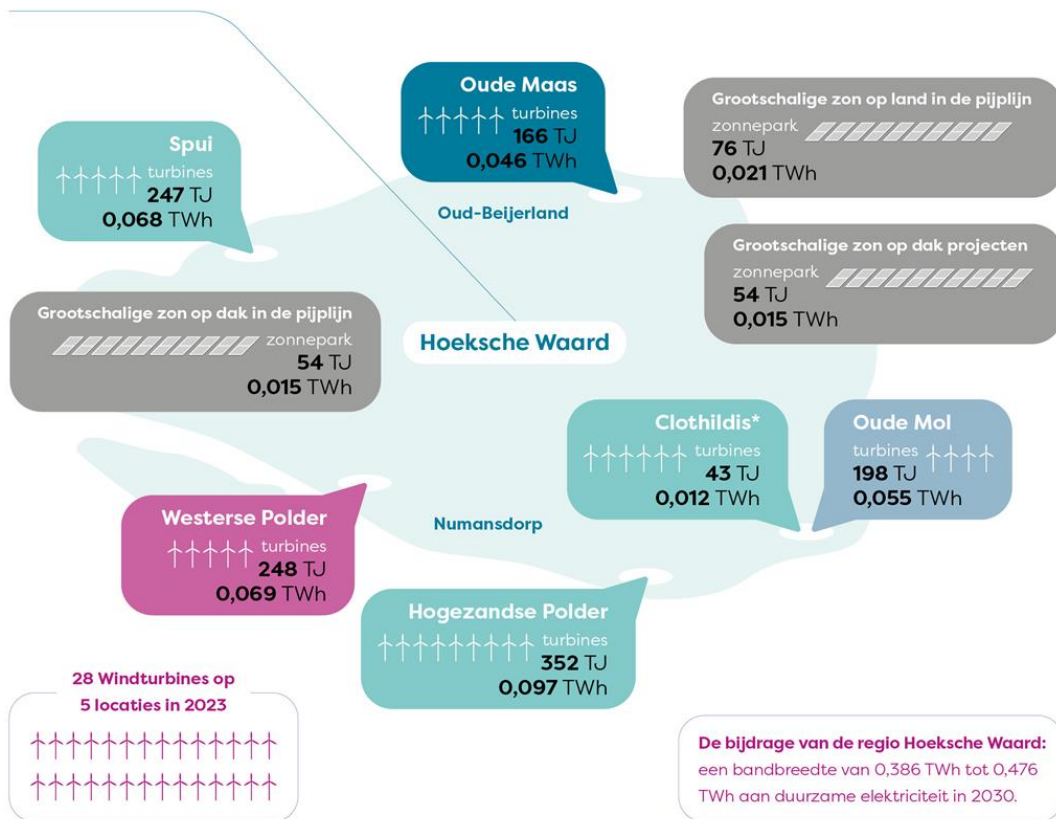 Oude Maas
turbines
166 TJ
0,046 TWh
Grootschalige zon op land in de pijplijn
zonnepark
76 TJ
0,021 TWh
Spui
turbines
247 TJ
0,068 TWh
Oud-Beijerland
Grootschalige zon op dak projecten
zonnepark
54 TJ
0,015 TWh
Grootschalige zon op dak in de pijplijn
zonnepark
54 TJ
0,015 TWh
Hoeksche Waard
Clothildis*
turbines
43 TJ
0,012 TWh
Oude Mol
turbines
198 TJ
0,055 TWh
Westerse Polder
turbines
248 TJ
0,069 TWh
Numansdorp
Hogezandse Polder
turbines
352 TJ
0,097 TWh
28 Windturbines op
5 locaties in 2023
De bijdrage van de regio Hoeksche Waard:
een bandbreedte van 0,386 TWh tot 0,476
TWh aan duurzame elektriciteit in 2030.